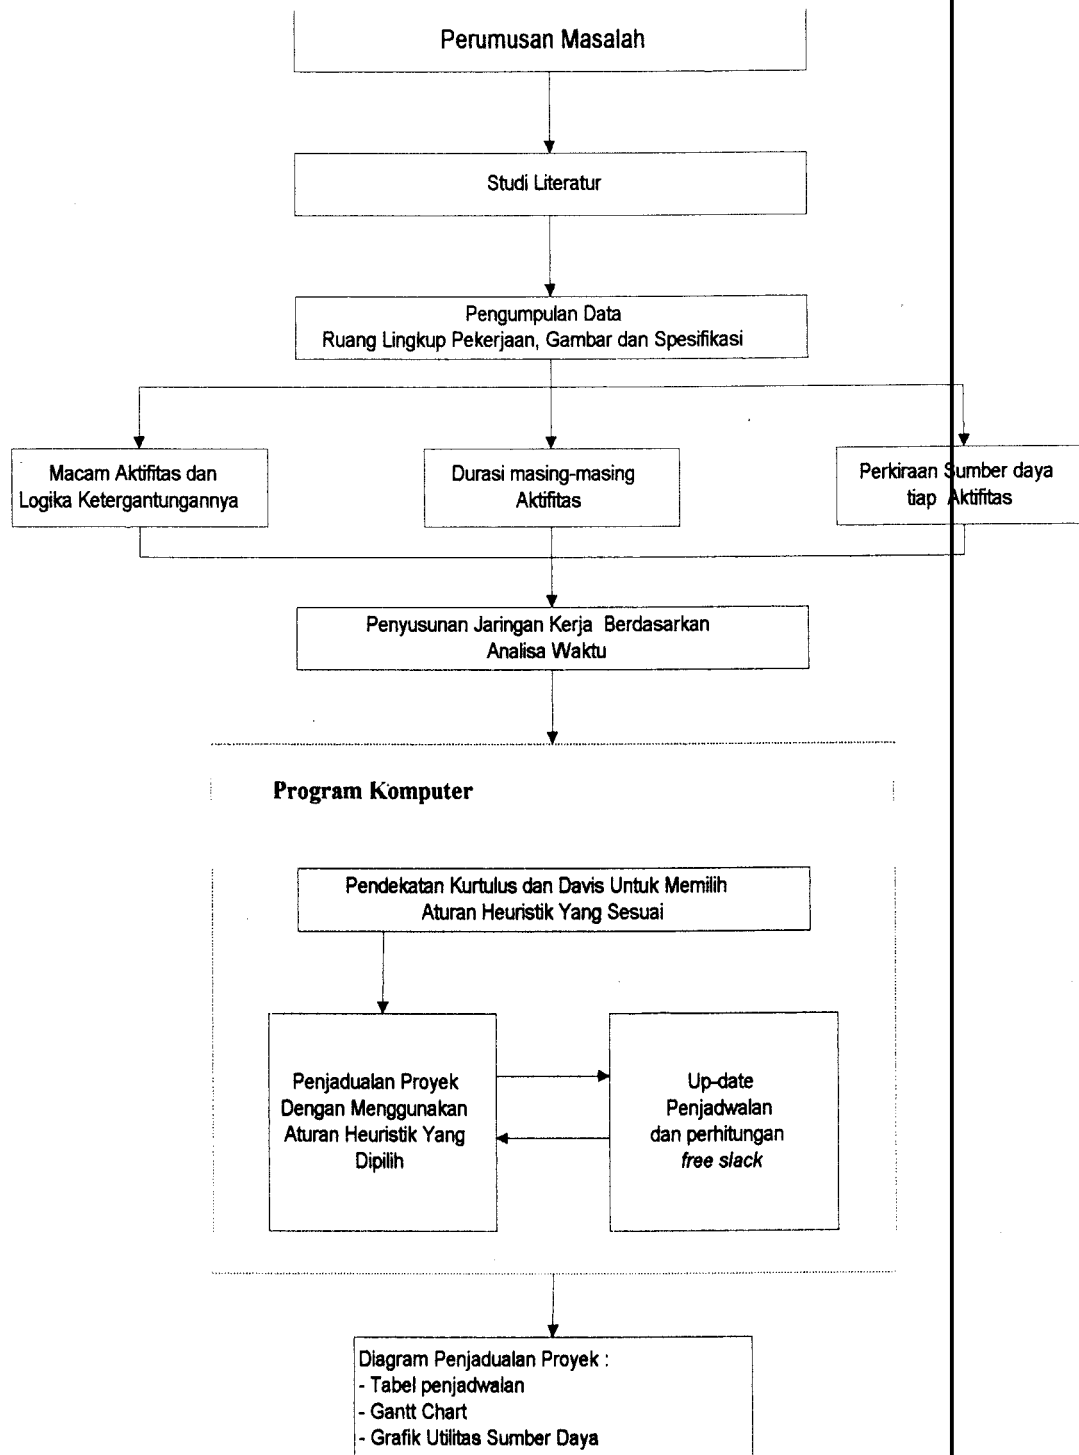 Perumusan Masalah
Studi Literatur
Pengumpulan Data
Ruang Lingkup Pekerjaan, Gambar dan Spesifikasi
Macam Aktifitas dan
Logika Ketergantungannya
Durasi masing-masing
Aktifitas
Perkiraan Sumber daya
tiap Aktifitas
Penyusunan Jaringan Kerja Berdasarkan
Analisa Waktu
Program Komputer
Pendekatan Kurtulus dan Davis Untuk Memilih
Aturan Heuristik Yang Sesuai
Penjadualan Proyek
Dengan Menggunakan
Aturan Heuristik Yang
Dipilih
Up-date
Penjadwalan
dan perhitungan
free slack
Diagram Penjadualan Proyek :
- Tabel penjadwalan
- Gantt Chart
- Grafik Utilitas Sumber Daya